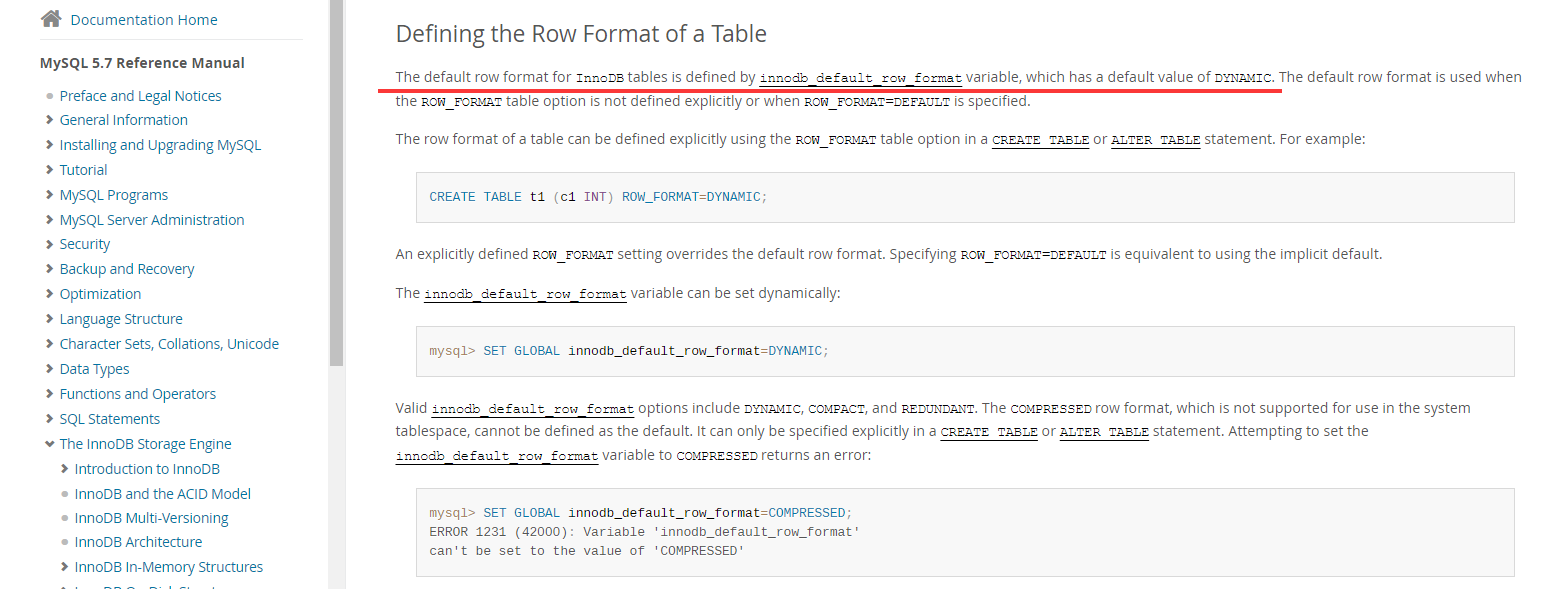 Documentation Home
MySQL 5.7 Reference Manual
Preface and Legal Notices
General Information
Installing and Upgrading MySQL
Tutorial
MySQL Programs
MySQL Server Administration
Security
Backup and Recovery
Optimization
Language Structure
Character Sets, Collations, Unicode
Data Types
Functions and Operators
SQL Statements
The InnoDB Storage Engine
Introduction to InnoDB
InnoDB and the ACID Model
InnoDB Multi-Versioning
InnoDB Architecture
InnoDB In-Memory Structures
Defining the Row Format of a Table
The default row format for InnoDB tables is defined by innodb_default_row_format variable, which has a default value of DYNAMIC. The default row format is used when
the ROW_FORMAT table option is not defined explicitly or when ROW_FORMAT=DEFAULT is specified.
The row format of a table can be defined explicitly using the ROW_FORMAT table option in a CREATE TABLE or ALTER TABLE statement. For example:
CREATE TABLE t1 (c1 INT) ROW_FORMAT=DYNAMIC;
An explicitly defined ROW_FORMAT setting overrides the default row format. Specifying ROW_FORMAT=DEFAULT is equivalent to using the implicit default.
The innodb_default_row_format variable can be set dynamically:
mysql> SET GLOBAL innodb_default_row_format=DYNAMIC;
Valid innodb_default_row_format options include DYNAMIC, COMPACT, and REDUNDANT. The COMPRESSED row format, which is not supported for use in the system
tablespace, cannot be defined as the default. It can only be specified explicitly in a CREATE TABLE or ALTER TABLE statement. Attempting to set the
innodb_default_row_format variable to COMPRESSED returns an error:
mysql> SET GLOBAL innodb_default_row_format=COMPRESSED;
ERROR 1231 (42000): Variable 'innodb_default_row_format'
can't be set to the value of 'COMPRESSED'